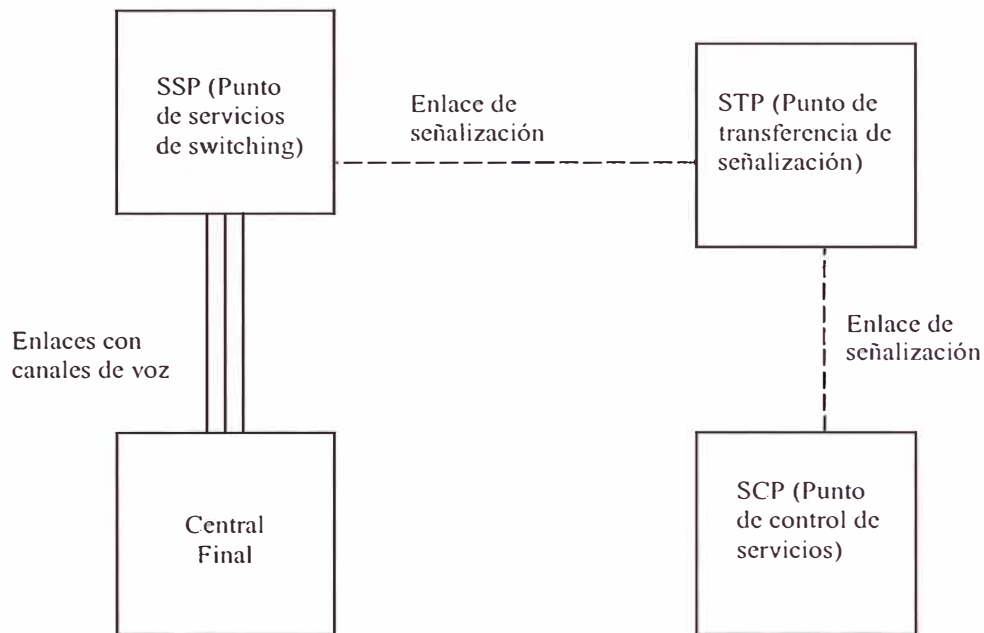 SSP (Punto
de servicios
de switching)
Enlace de
señalización
STP (Punto de
transferencia de
señalización)
Enlaces con
canales de voz
Enlace de
señalización
Central
Final
SCP (Punto
de control de
servicios)